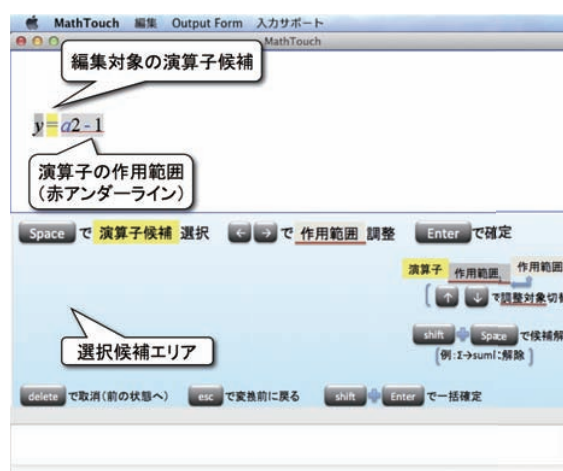 MathTouch 編集 Output Form 入力サポート
MathTouch
編集対象の演算子候補
y=a2-1
演算子の作用範囲
(赤アンダーライン)
Space で 演算子候補 選択 ← → で 作用範囲 調整 Enter で確定
演算子 作用範囲 作用範囲
[ ↑ ↓ で調整対象切
shift + Space で候補解
[例:Σ→sumに解除]
選択候補エリア
delete で取消(前の状態へ) esc で変換前に戻る shift + Enter で一括確定